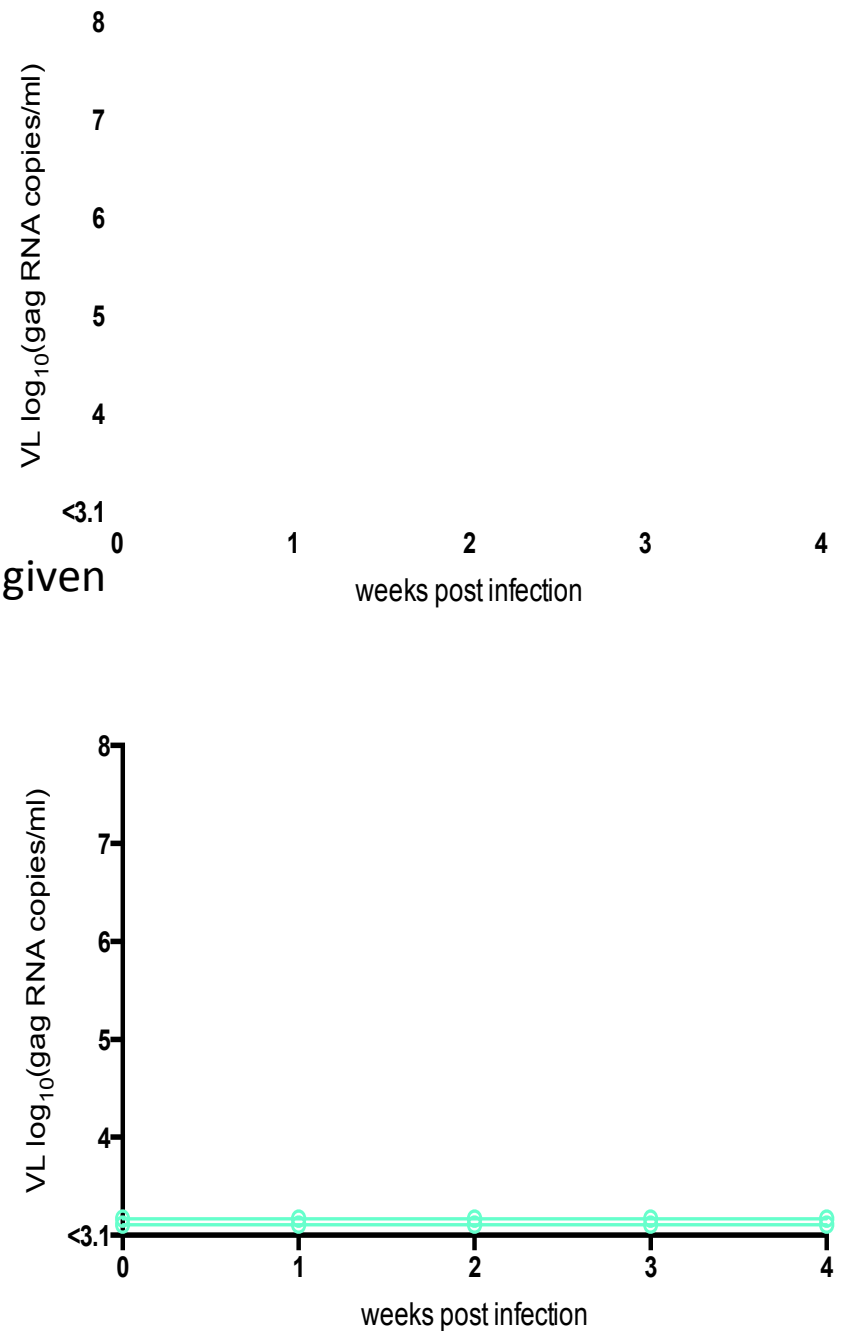 8
7
6
5
4
<3.1
VL log₁₀(gag RNA copies/ml)
0 1 2 3 4
given
weeks post infection
8
7
6
5
4
<3.1
VL log₁₀(gag RNA copies/ml)
0 1 2 3 4
weeks post infection